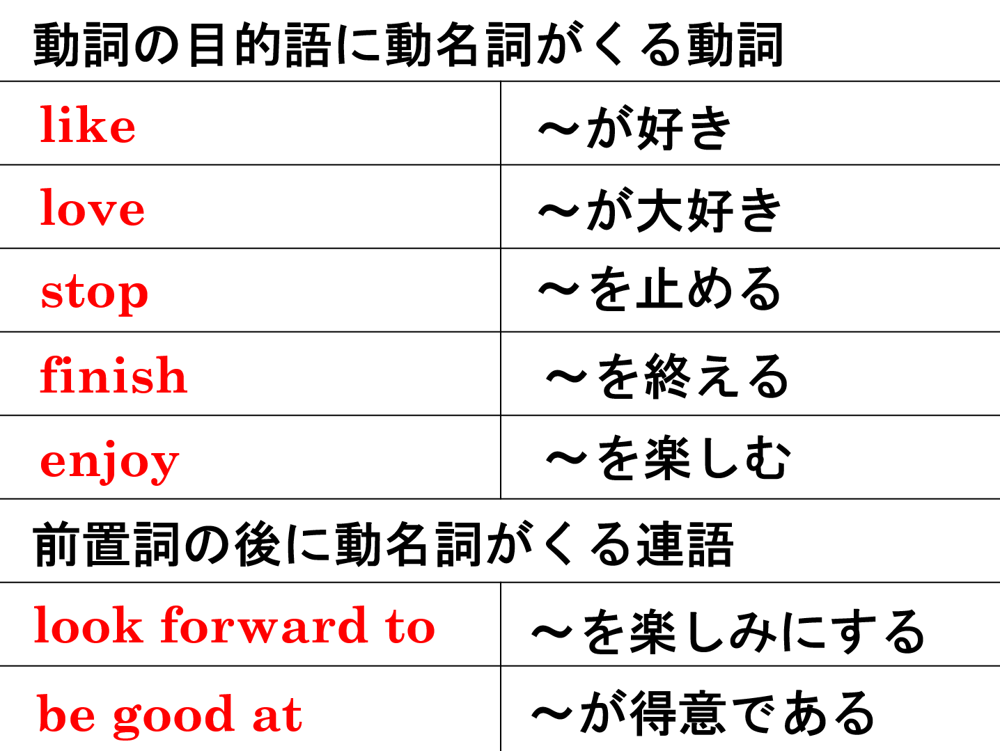 動詞の目的語に動名詞がくる動詞
like ～が好き
love ～が大好き
stop ～を止める
finish ～を終える
enjoy ～を楽しむ
前置詞の後に動名詞がくる連語
look forward to ～を楽しみにする
be good at ～が得意である